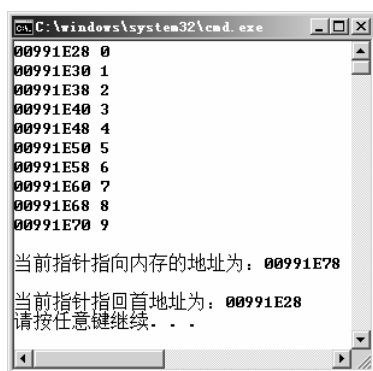 C:\windows\system32\cmd.exe
00991E28 0
00991E30 1
00991E38 2
00991E40 3
00991E48 4
00991E50 5
00991E58 6
00991E60 7
00991E68 8
00991E70 9
当前指针指向内存的地址为：00991E78
当前指针指回首地址为：00991E28
请按任意键继续. . .